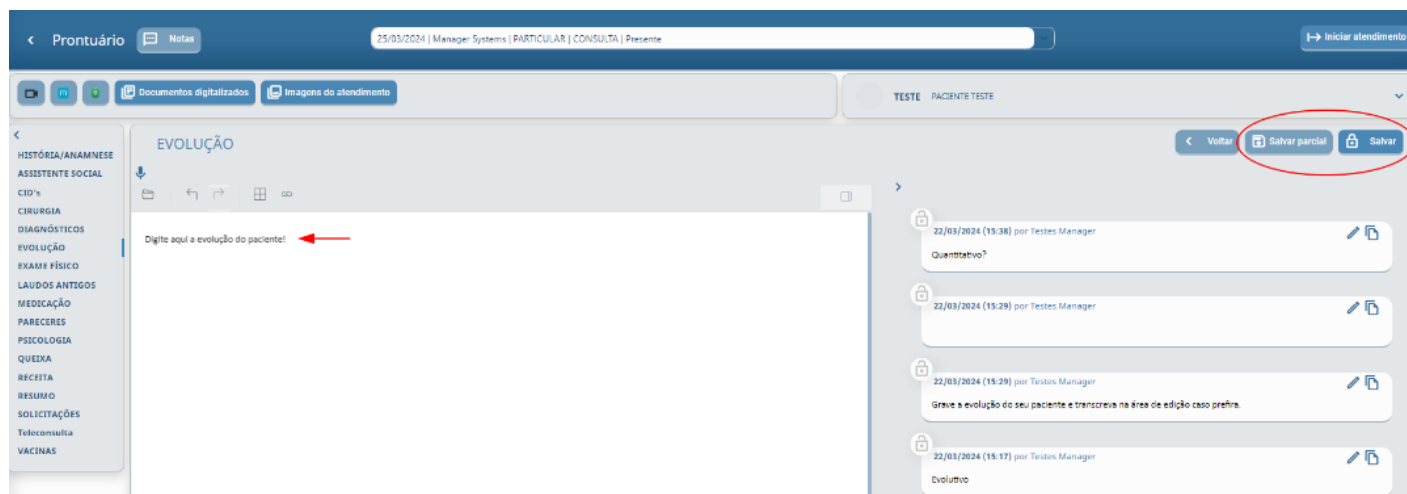 Prontuário
Notas
25/03/2024 | Manager Systems | PARTICULAR | CONSULTA | Presente
Iniciar atendimento
Documentos digitalizados
Imagens do atendimento
TESTE PACIENTE TESTE
HISTÓRIA/ANAMNESE
ASSISTENTE SOCIAL
CID's
CIRURGIA
DIAGNÓSTICOS
EVOLUÇÃO
EXAME FÍSICO
LAUDOS ANTIGOS
MEDICAÇÃO
PARECERES
PSICOLOGIA
QUEIXA
RECEITA
RESUMO
SOLICITAÇÕES
Teleconsulta
VACINAS
EVOLUÇÃO
Digite aqui a evolução do paciente!
Voltar
Salvar parcial
Salvar
22/03/2024 (15:38) por Testes Manager
Quantitativo?
22/03/2024 (15:29) por Testes Manager
22/03/2024 (15:29) por Testes Manager
Grave a evolução do seu paciente e transcreva na área de edição caso prefira.
22/03/2024 (15:17) por Testes Manager
Evolutivo